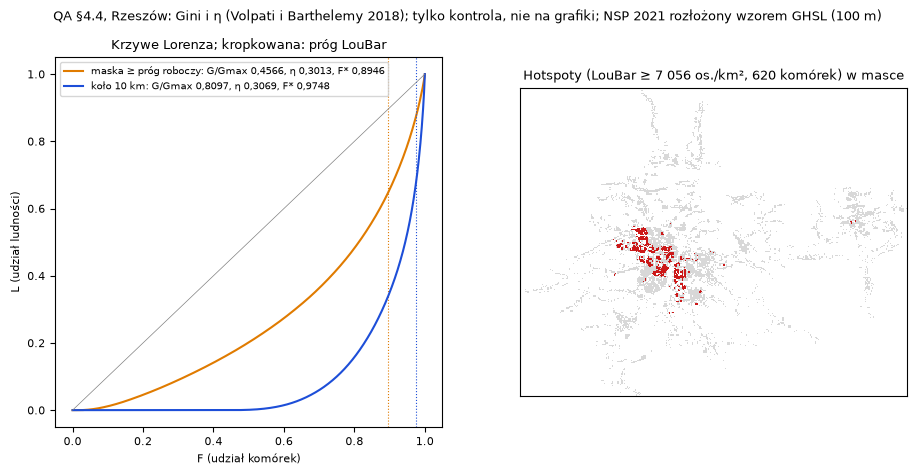 QA §4.4, Rzeszów: Gini i η (Volpati i Barthelemy 2018); tylko kontrola, nie na grafiki; NSP 2021 rozłożony wzorem GHSL (100 m)
Krzywe Lorenza; kropkowana: próg LouBar
maska ≥ próg roboczy: G/Gmax 0,4566, η 0,3013, F* 0,8946
koło 10 km: G/Gmax 0,8097, η 0,3069, F* 0,9748
1.0
0.8
0.6
0.4
0.2
0.0
L (udział ludności)
0.0 0.2 0.4 0.6 0.8 1.0
F (udział komórek)
Hotspoty (LouBar ≥ 7 056 os./km², 620 komórek) w masce